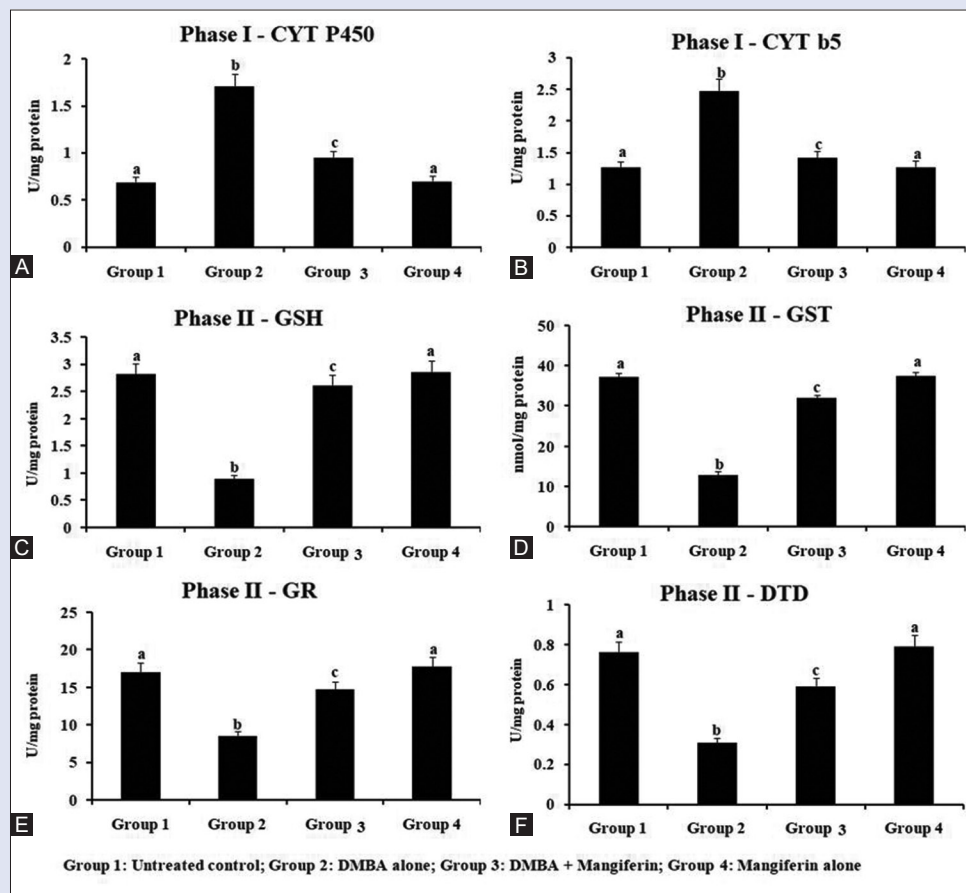 Phase I - CYT P450
2
1.5
1
0.5
0
U/mg protein
a
b
c
a
Group 1 Group 2 Group 3 Group 4
A
Phase I - CYT b5
3
2.5
2
1.5
1
0.5
0
U/mg protein
a
b
c
a
Group 1 Group 2 Group 3 Group 4
B
Phase II - GSH
3.5
3
2.5
2
1.5
1
0.5
0
U/mg protein
a
b
c
a
Group 1 Group 2 Group 3 Group 4
C
Phase II - GST
50
40
30
20
10
0
nmol/mg protein
a
b
c
a
Group 1 Group 2 Group 3 Group 4
D
Phase II - GR
25
20
15
10
5
0
U/mg protein
a
b
c
a
Group 1 Group 2 Group 3 Group 4
E
Phase II - DTD
1
0.8
0.6
0.4
0.2
0
U/mg protein
a
b
c
a
Group 1 Group 2 Group 3 Group 4
F
Group 1: Untreated control; Group 2: DMBA alone; Group 3: DMBA + Mangiferin; Group 4: Mangiferin alone